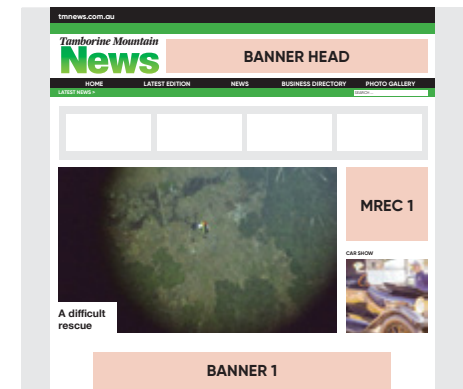 tmnews.com.au
Tamborine Mountain
News
BANNER HEAD
HOME LATEST EDITION NEWS BUSINESS DIRECTORY PHOTO GALLERY
LATEST NEWS >
SEARCH ...
MREC 1
CAR SHOW
A difficult
rescue
BANNER 1